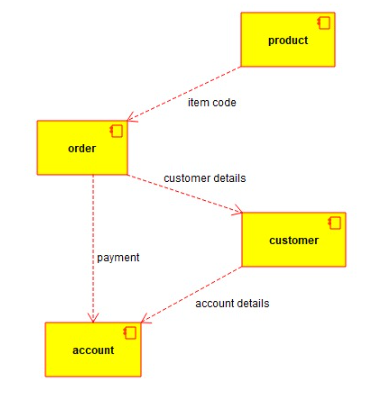 product
item code
order
customer details
customer
payment
account details
account